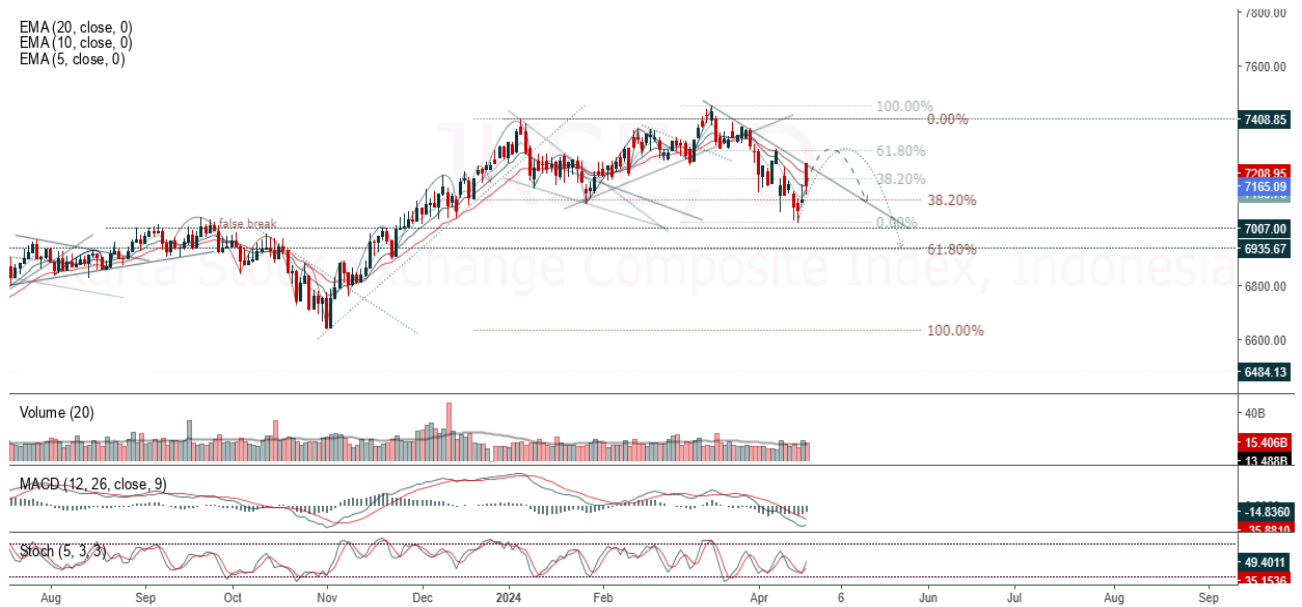 7800.00
EMA (20, close, 0)
EMA (10, close, 0)
EMA (5, close, 0)
7600.00
100.00%
0.00%
7408.85
61.80%
38.20%
7208.95
7165.09
38.20%
false break
0.00%
7007.00
61.80%
6935.67
Stock Exchange Composite Index, Indonesia
6800.00
100.00%
6600.00
6484.13
Volume (20)
40B
15.406B
13.488B
MACD (12, 26, close, 9)
-14.8360
-35.8810
Stoch (5, 3, 3)
49.4011
35.1536
Aug Sep Oct Nov Dec 2024 Feb Apr 6 Jun Jul Aug Sep